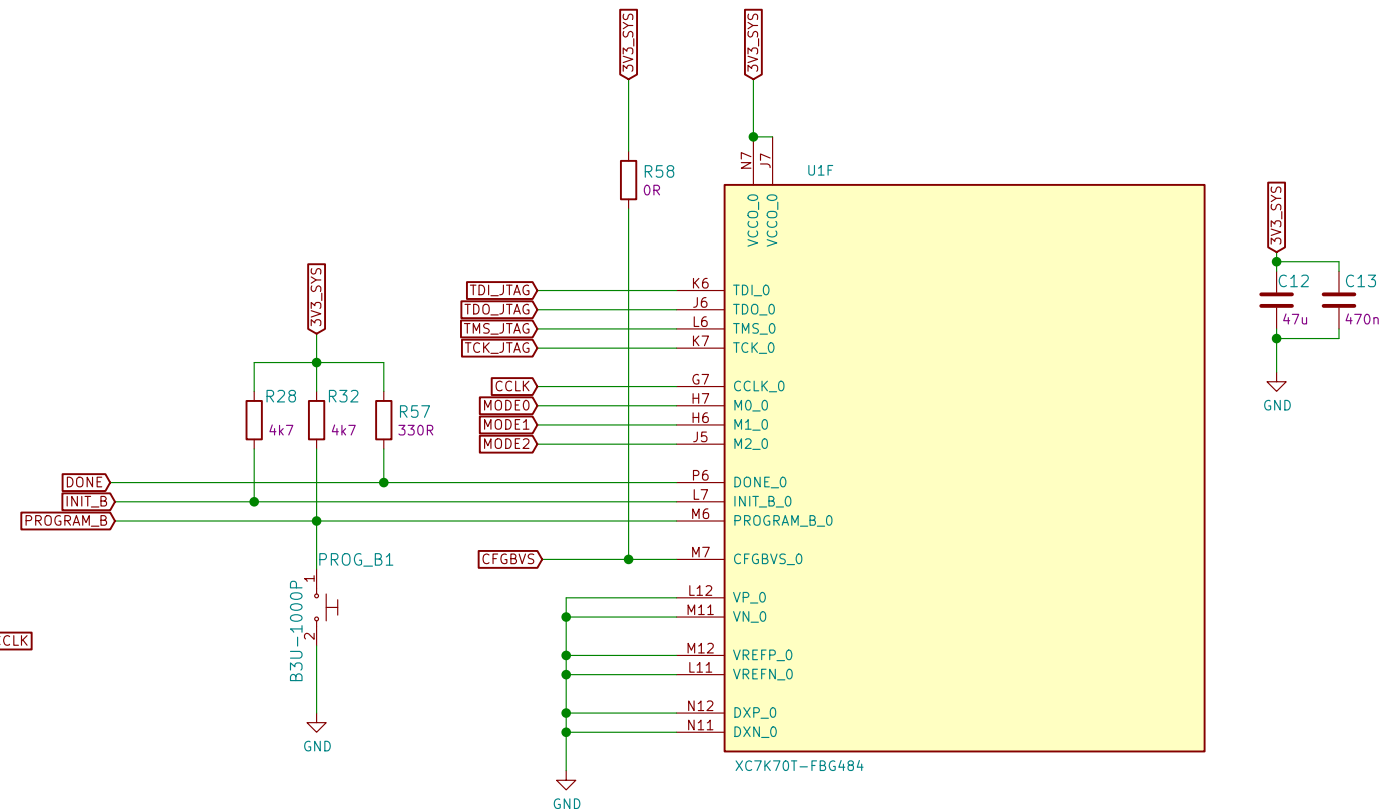 3V3_SYS
3V3_SYS
N7
J7
U1F
R58
0R
VCCO_0
VCCO_0
3V3_SYS
C12
47u
C13
470n
GND
3V3_SYS
R28
4k7
R32
4k7
R57
330R
TDI_JTAG
K6
TDI_0
TDO_JTAG
J6
TDO_0
TMS_JTAG
L6
TMS_0
TCK_JTAG
K7
TCK_0
CCLK
G7
CCLK_0
MODE0
H7
M0_0
MODE1
H6
M1_0
MODE2
J5
M2_0
DONE
P6
DONE_0
INIT_B
L7
INIT_B_0
PROGRAM_B
M6
PROGRAM_B_0
CFGBVS
M7
CFGBVS_0
PROG_B1
1
2
B3U-1000P
GND
CCLK
L12
VP_0
M11
VN_0
M12
VREFP_0
L11
VREFN_0
N12
DXP_0
N11
DXN_0
GND
XC7K70T-FBG484